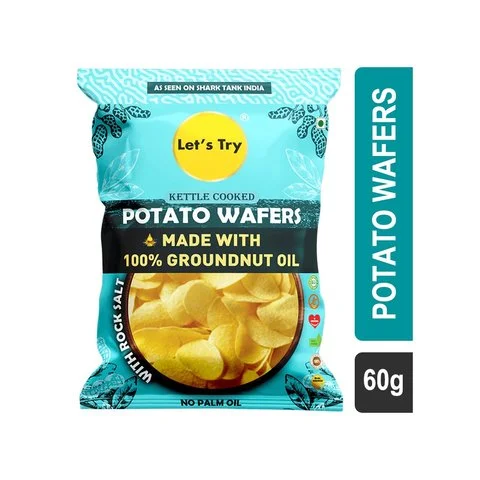 AS SEEN ON SHARK TANK INDIA
®
Let's Try
KETTLE COOKED
POTATO WAFERS
MADE WITH
100% GROUNDNUT OIL
WITH ROCK SALT
NO PALM OIL
POTATO WAFERS
60g